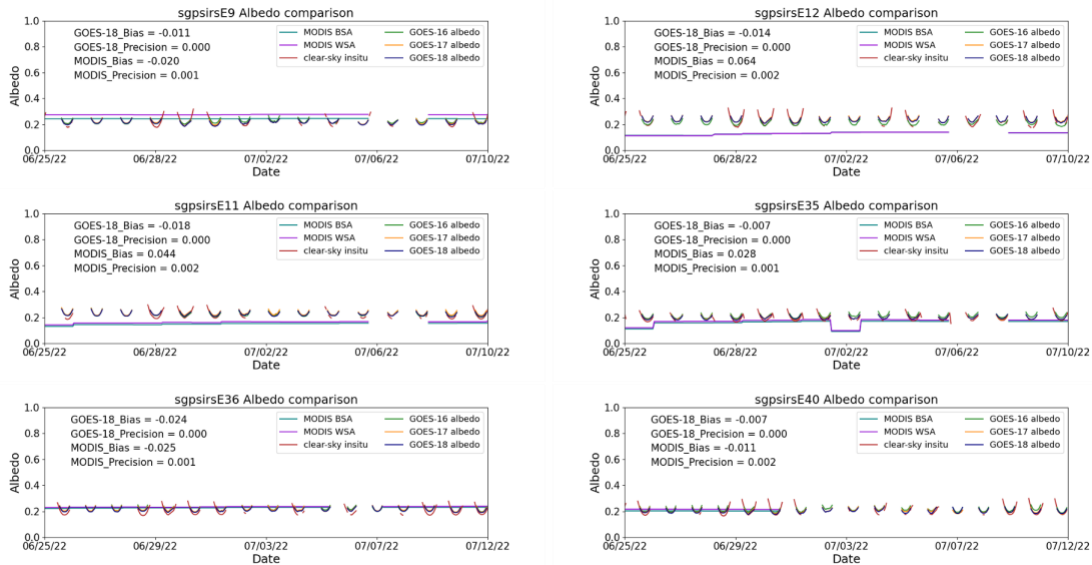 sgpsirsE9 Albedo comparison
GOES-18_Bias = -0.011
GOES-18_Precision = 0.000
MODIS_Bias = -0.020
MODIS_Precision = 0.001
MODIS BSA
MODIS WSA
clear-sky insitu
GOES-16 albedo
GOES-17 albedo
GOES-18 albedo
Albedo
1.0
0.8
0.6
0.4
0.2
0.0
06/25/22 06/28/22 07/02/22 07/06/22 07/10/22
Date
sgpsirsE12 Albedo comparison
GOES-18_Bias = -0.014
GOES-18_Precision = 0.000
MODIS_Bias = 0.064
MODIS_Precision = 0.002
MODIS BSA
MODIS WSA
clear-sky insitu
GOES-16 albedo
GOES-17 albedo
GOES-18 albedo
Albedo
1.0
0.8
0.6
0.4
0.2
0.0
06/25/22 06/28/22 07/02/22 07/06/22 07/10/22
Date
sgpsirsE11 Albedo comparison
GOES-18_Bias = -0.018
GOES-18_Precision = 0.000
MODIS_Bias = 0.044
MODIS_Precision = 0.002
MODIS BSA
MODIS WSA
clear-sky insitu
GOES-16 albedo
GOES-17 albedo
GOES-18 albedo
Albedo
1.0
0.8
0.6
0.4
0.2
0.0
06/25/22 06/28/22 07/02/22 07/06/22 07/10/22
Date
sgpsirsE35 Albedo comparison
GOES-18_Bias = -0.007
GOES-18_Precision = 0.000
MODIS_Bias = 0.028
MODIS_Precision = 0.001
MODIS BSA
MODIS WSA
clear-sky insitu
GOES-16 albedo
GOES-17 albedo
GOES-18 albedo
Albedo
1.0
0.8
0.6
0.4
0.2
0.0
06/25/22 06/28/22 07/02/22 07/06/22 07/10/22
Date
sgpsirsE36 Albedo comparison
GOES-18_Bias = -0.024
GOES-18_Precision = 0.000
MODIS_Bias = -0.025
MODIS_Precision = 0.001
MODIS BSA
MODIS WSA
clear-sky insitu
GOES-16 albedo
GOES-17 albedo
GOES-18 albedo
Albedo
1.0
0.8
0.6
0.4
0.2
0.0
06/25/22 06/29/22 07/03/22 07/07/22 07/12/22
Date
sgpsirsE40 Albedo comparison
GOES-18_Bias = -0.007
GOES-18_Precision = 0.000
MODIS_Bias = -0.011
MODIS_Precision = 0.002
MODIS BSA
MODIS WSA
clear-sky insitu
GOES-16 albedo
GOES-17 albedo
GOES-18 albedo
Albedo
1.0
0.8
0.6
0.4
0.2
0.0
06/25/22 06/29/22 07/03/22 07/07/22 07/12/22
Date